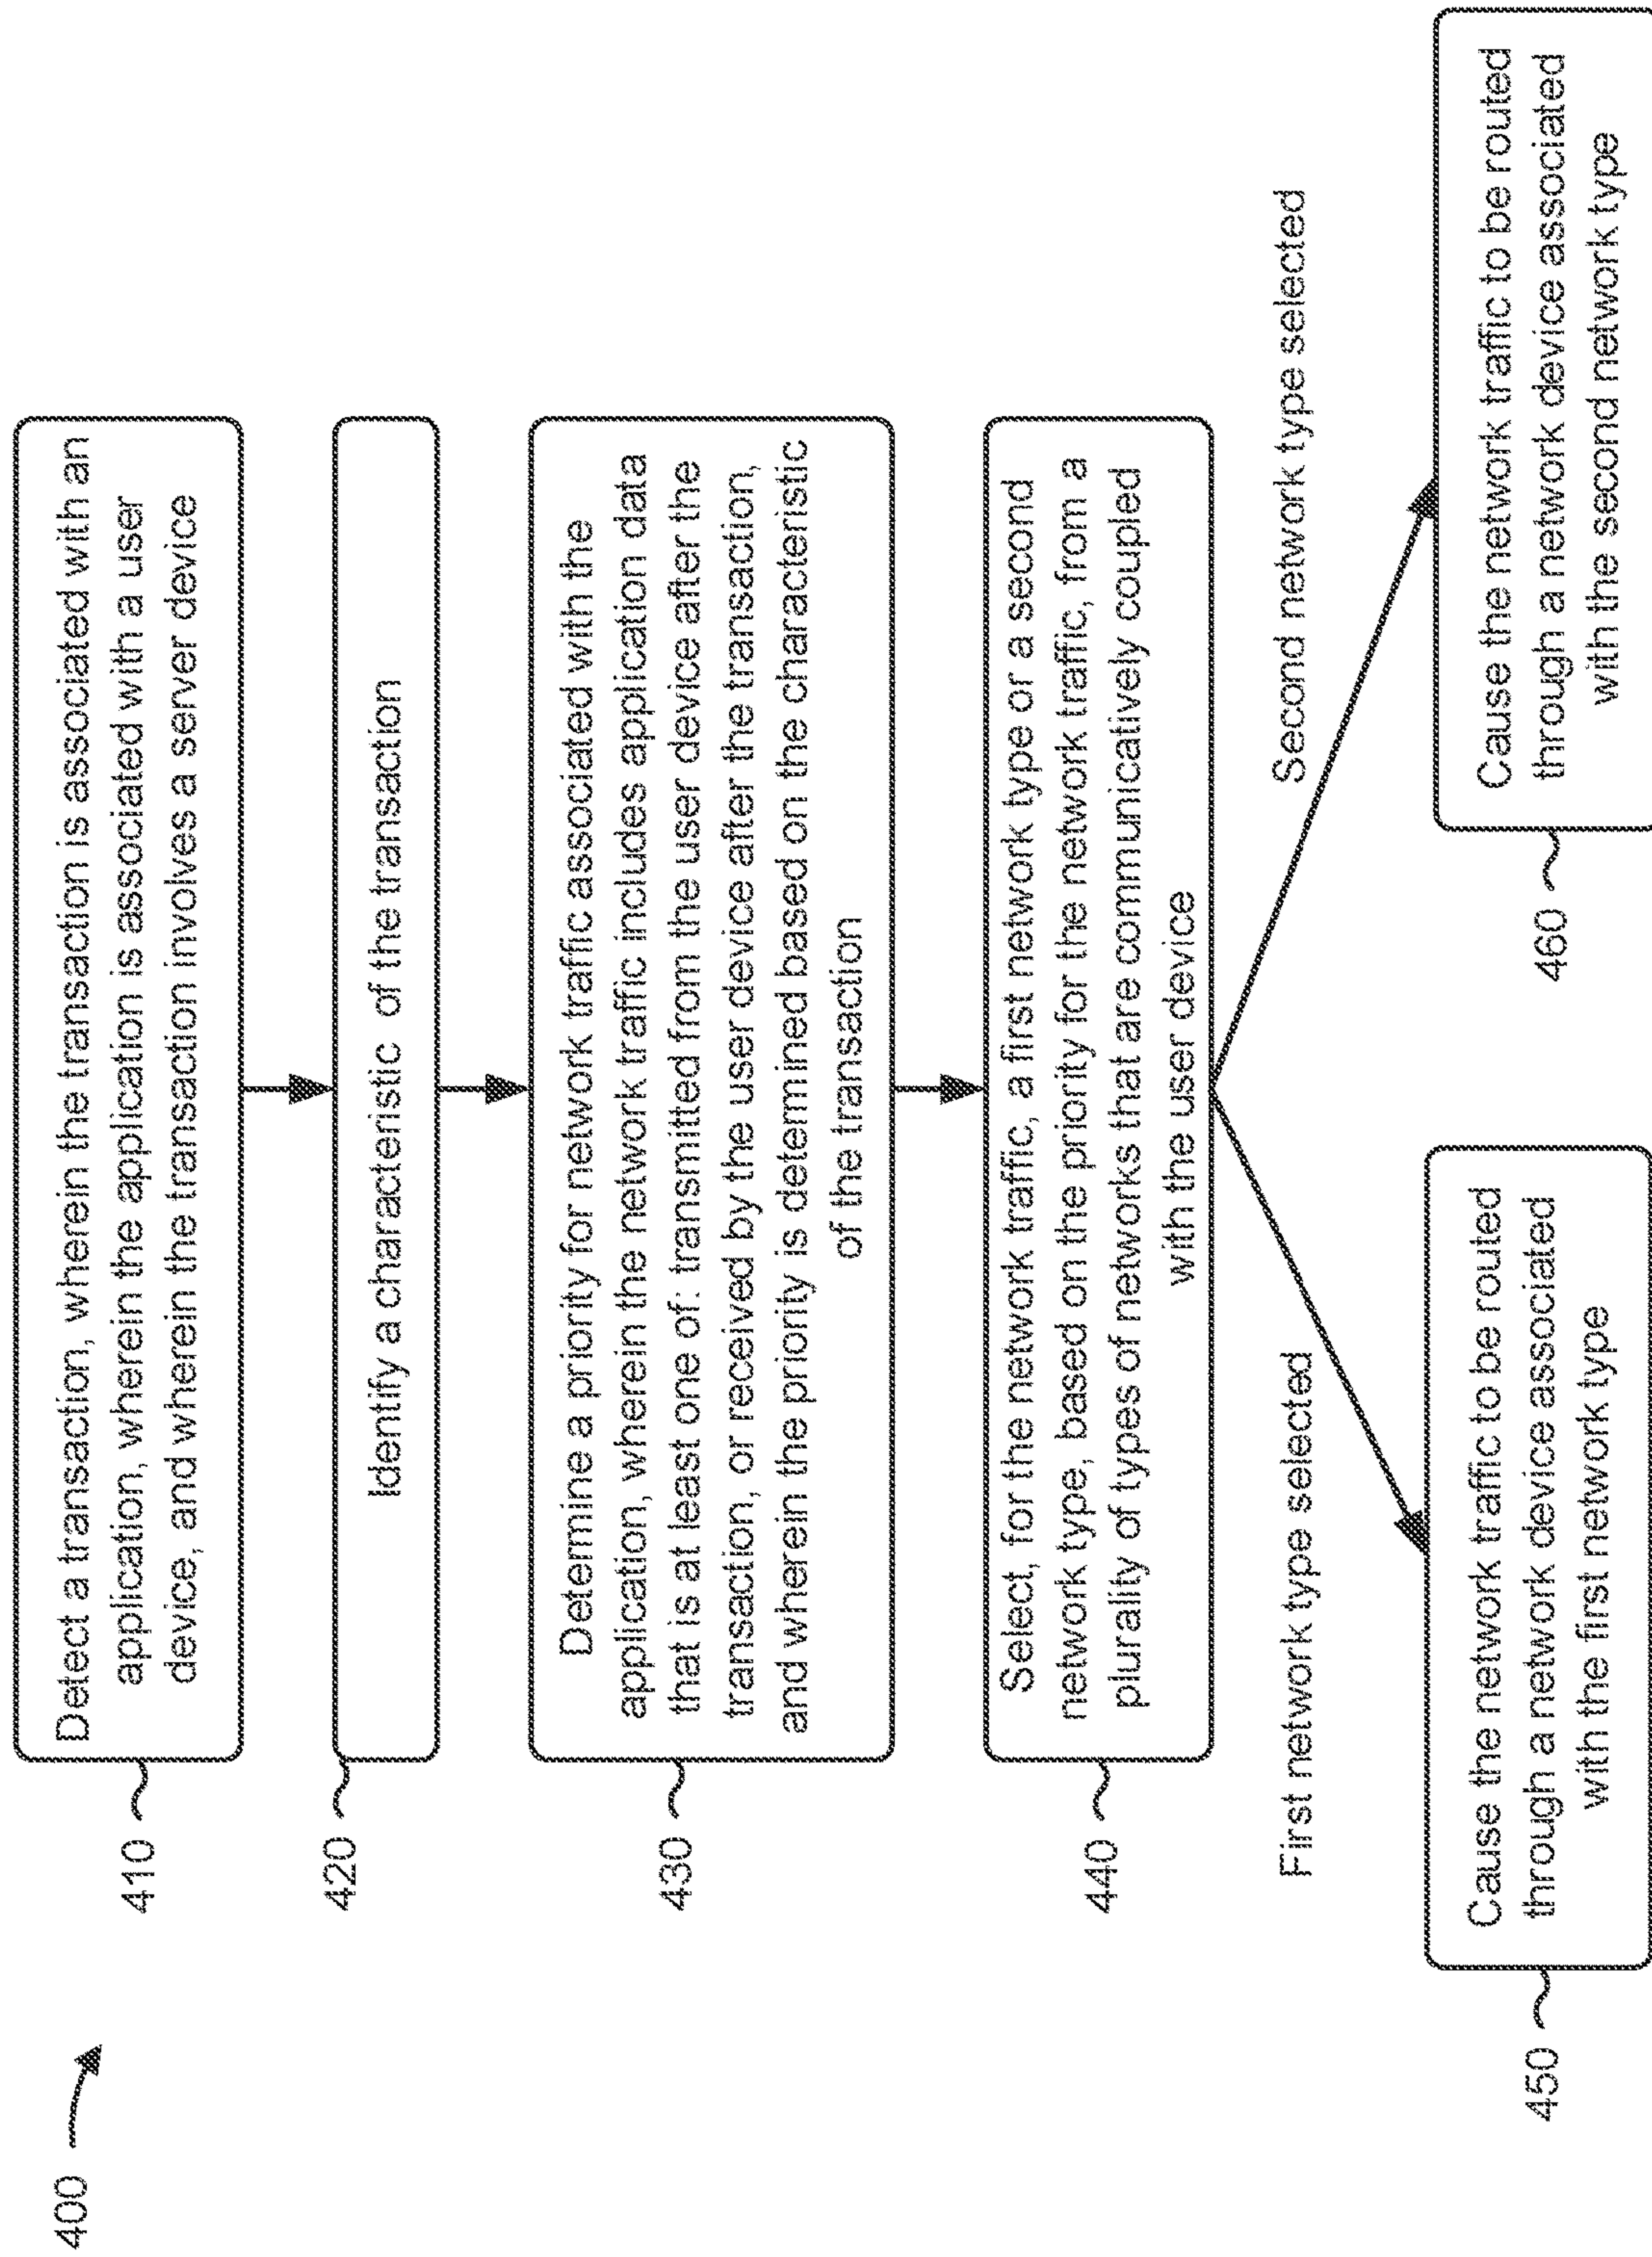 400
410
Detect a transaction, wherein the transaction is associated with an
application, wherein the application is associated with a user
device, and wherein the transaction involves a server device
420
Identify a characteristic of the transaction
430
Determine a priority for network traffic associated with the
application, wherein the network traffic includes application data
that is at least one of: transmitted from the user device after the
transaction, or received by the user device after the transaction,
and wherein the priority is determined based on the characteristic
of the transaction
440
Select, for the network traffic, a first network type or a second
network type, based on the priority for the network traffic, from a
plurality of types of networks that are communicatively coupled
with the user device
First network type selected
Second network type selected
450
Cause the network traffic to be routed
through a network device associated
with the first network type
460
Cause the network traffic to be routed
through a network device associated
with the second network type